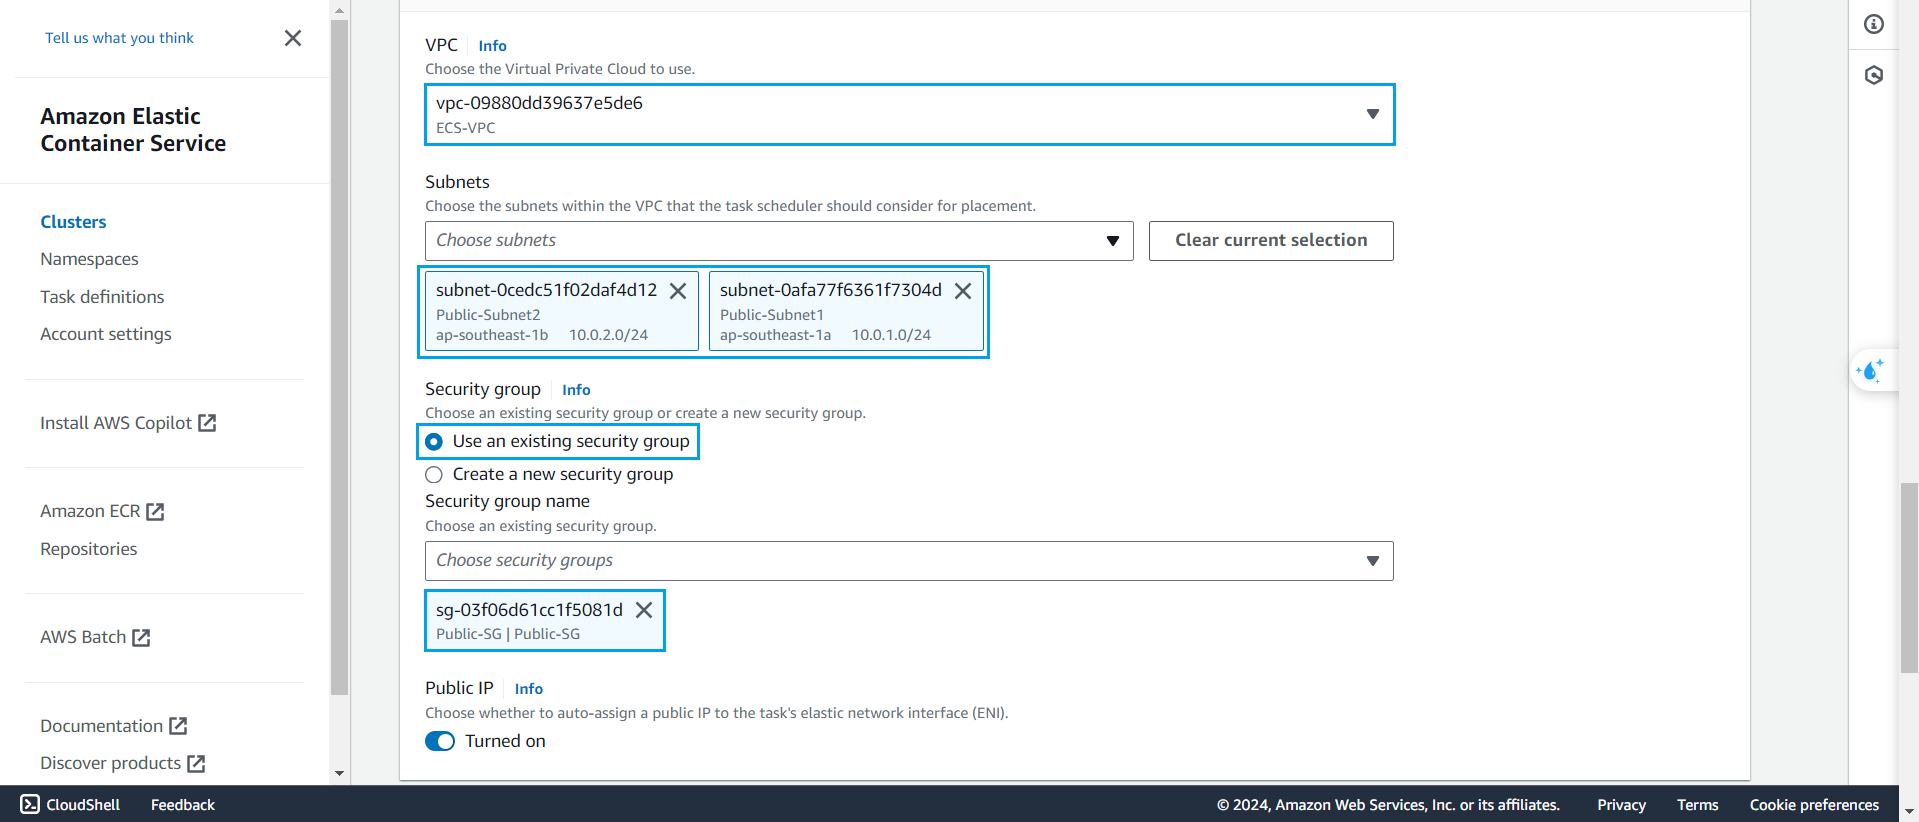 Tell us what you think
Amazon Elastic
Container Service
Clusters
Namespaces
Task definitions
Account settings
Install AWS Copilot
Amazon ECR
Repositories
AWS Batch
Documentation
Discover products
VPC Info
Choose the Virtual Private Cloud to use.
vpc-09880dd39637e5de6
ECS-VPC
Subnets
Choose the subnets within the VPC that the task scheduler should consider for placement.
Choose subnets
Clear current selection
subnet-0cedc51f02daf4d12
Public-Subnet2
ap-southeast-1b 10.0.2.0/24
subnet-0afa77f6361f7304d
Public-Subnet1
ap-southeast-1a 10.0.1.0/24
Security group Info
Choose an existing security group or create a new security group.
Use an existing security group
Create a new security group
Security group name
Choose an existing security group.
Choose security groups
sg-03f06d61cc1f5081d
Public-SG | Public-SG
Public IP Info
Choose whether to auto-assign a public IP to the task's elastic network interface (ENI).
Turned on
CloudShell Feedback © 2024, Amazon Web Services, Inc. or its affiliates. Privacy Terms Cookie preferences